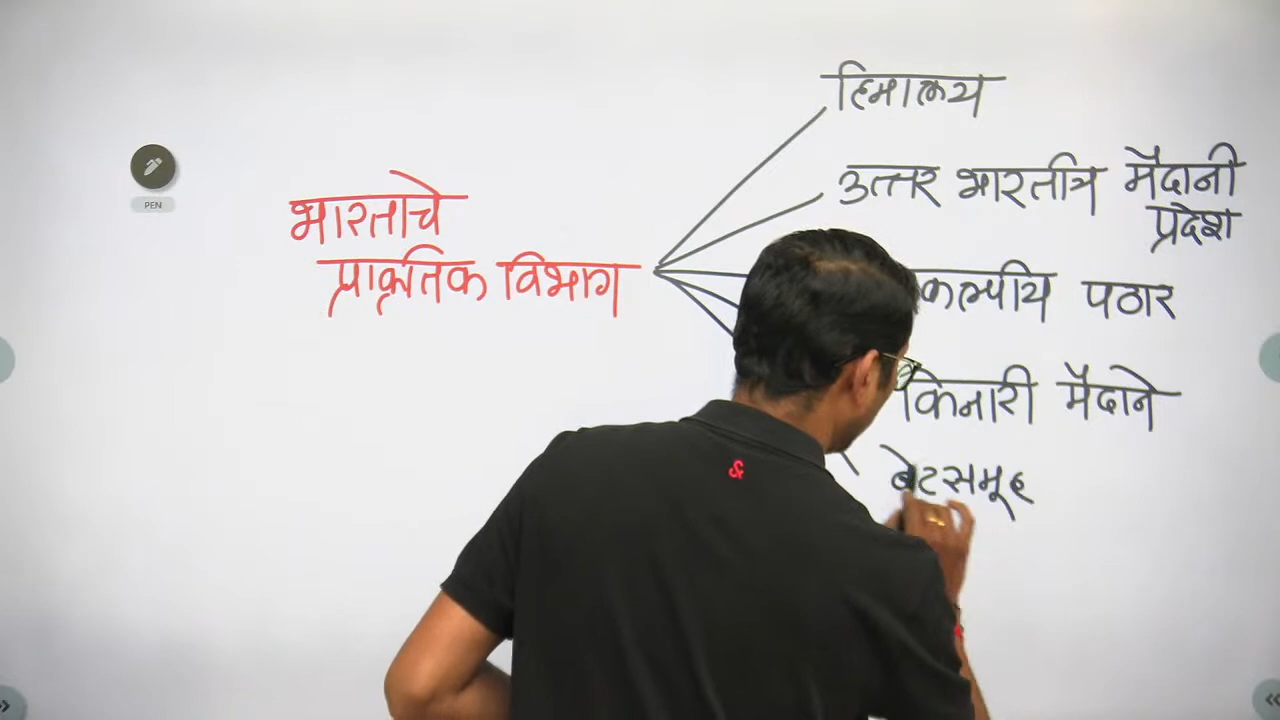 PEN
भारताचे
प्राकृतिक विभाग
हिमालय
उत्तर भारतीय मैदानी
प्रदेश
पठार
किनारी मैदाने
बेटसमूह